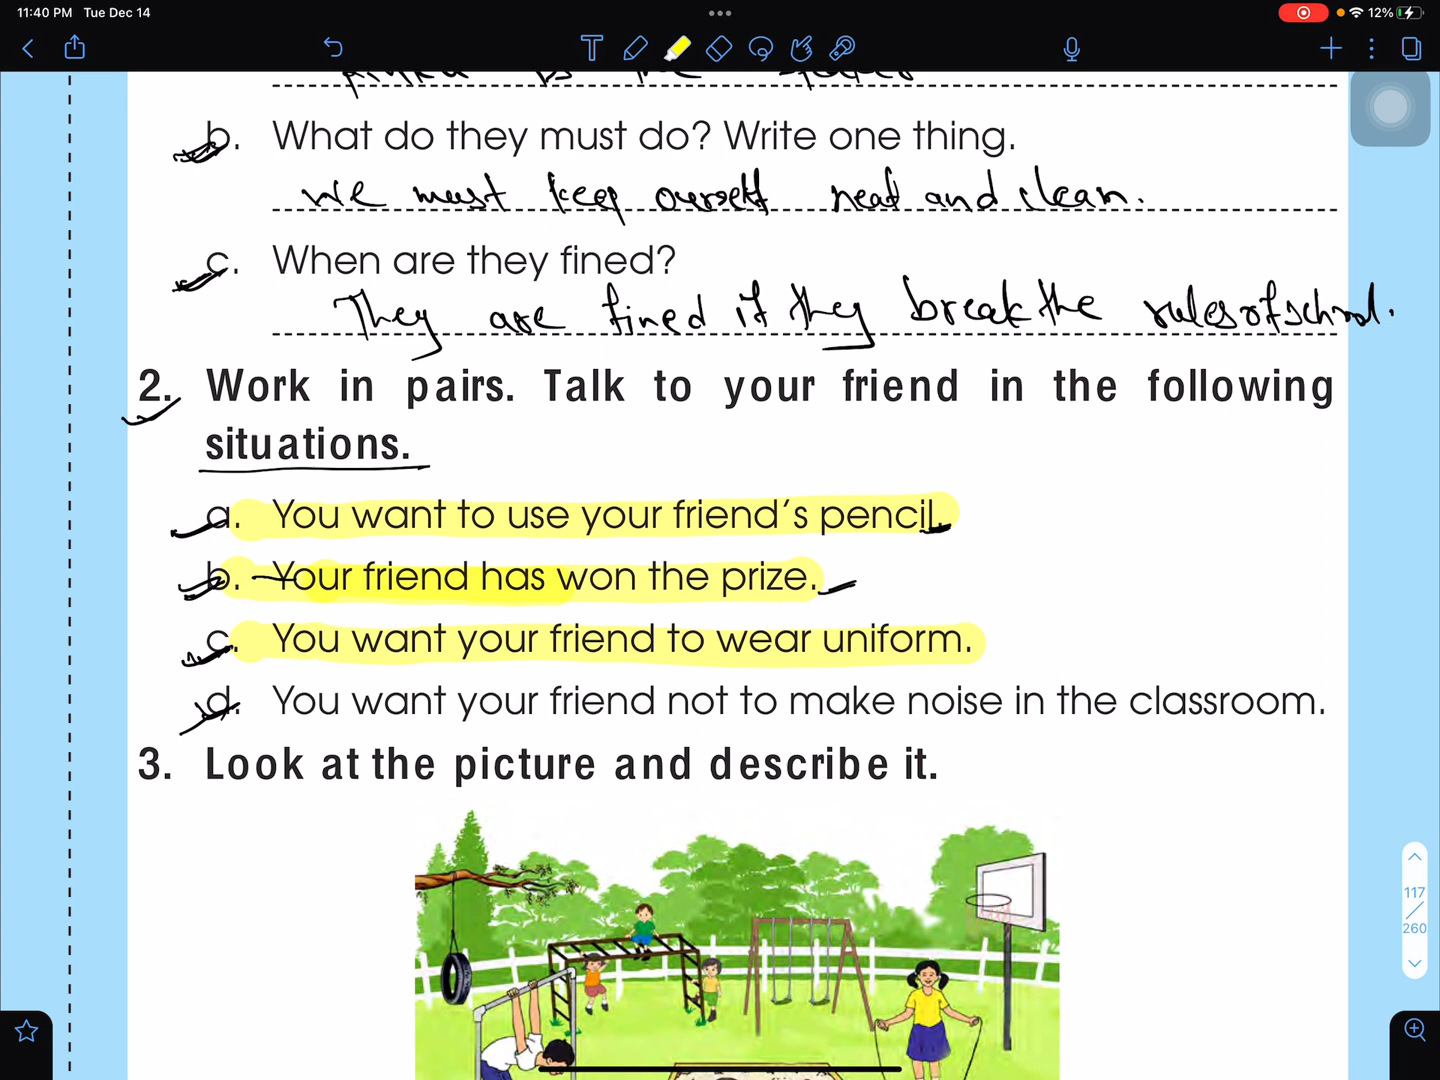 11:40 PM Tue Dec 14
12%
b. What do they must do? Write one thing.
We must keep ourself neat and clean.
c. When are they fined?
They are fined if they break the rules of school.
2. Work in pairs. Talk to your friend in the following
situations.
a. You want to use your friend's pencil.
b. Your friend has won the prize.
c. You want your friend to wear uniform.
d. You want your friend not to make noise in the classroom.
3. Look at the picture and describe it.
117
260